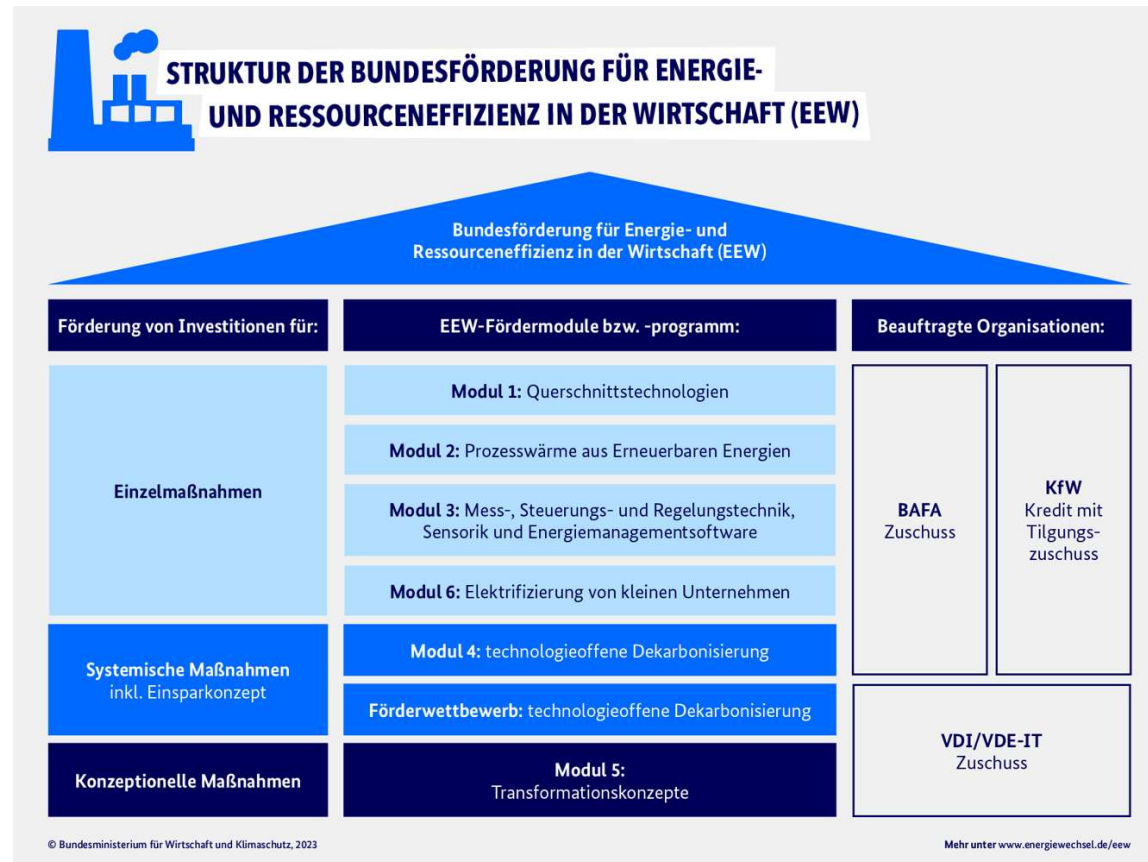 STRUKTUR DER BUNDESFÖRDERUNG FÜR ENERGIE-
UND RESSOURCENEFFIZIENZ IN DER WIRTSCHAFT (EEW)
Bundesförderung für Energie- und
Ressourceneffizienz in der Wirtschaft (EEW)
Förderung von Investitionen für:
EEW-Fördermodule bzw. -programm:
Beauftragte Organisationen:
Einzelmaßnahmen
Modul 1: Querschnittstechnologien
Modul 2: Prozesswärme aus Erneuerbaren Energien
Modul 3: Mess-, Steuerungs- und Regelungstechnik,
Sensorik und Energiemanagementsoftware
Modul 6: Elektrifizierung von kleinen Unternehmen
BAFA
Zuschuss
KfW
Kredit mit
Tilgungs-
zuschuss
Systemische Maßnahmen
inkl. Einsparkonzept
Modul 4: technologieoffene Dekarbonisierung
Förderwettbewerb: technologieoffene Dekarbonisierung
VDI/VDE-IT
Zuschuss
Konzeptionelle Maßnahmen
Modul 5:
Transformationskonzepte
© Bundesministerium für Wirtschaft und Klimaschutz, 2023
Mehr unter www.energiewechsel.de/eew